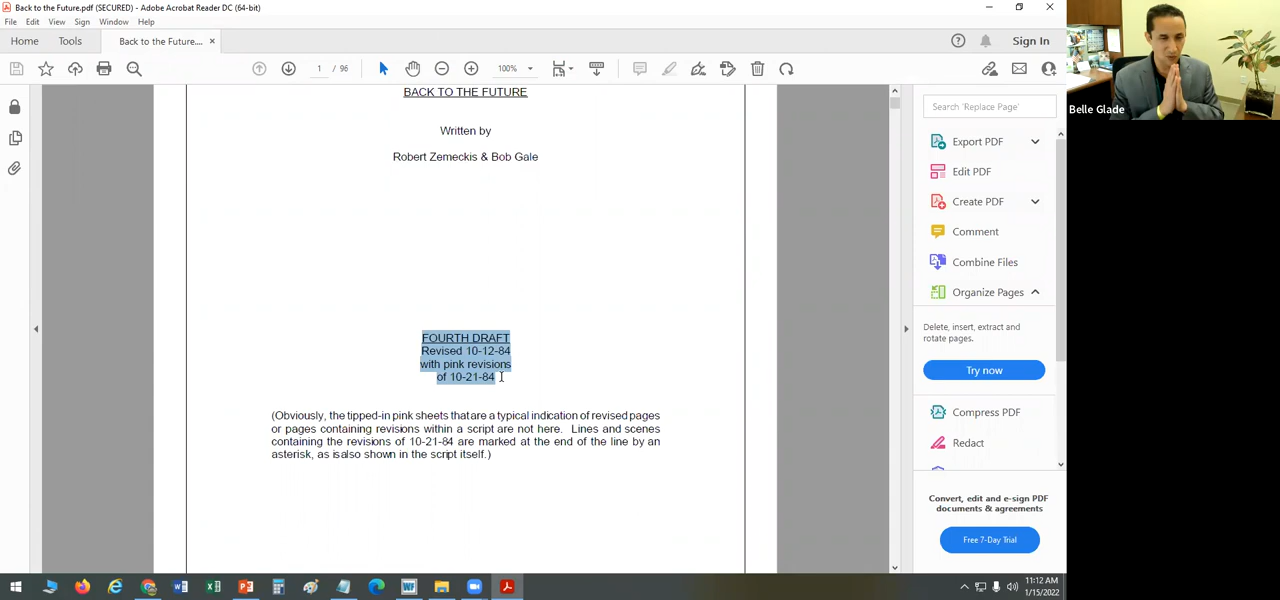 Back to the Future.pdf (SECURED) - Adobe Acrobat Reader DC (64-bit)
File Edit View Sign Window Help
Home Tools Back to the Future.... × Sign In
1 / 96 100%
BACK TO THE FUTURE
Written by
Robert Zemeckis & Bob Gale
FOURTH DRAFT
Revised 10-12-84
with pink revisions
of 10-21-84
(Obviously, the tipped-in pink sheets that are a typical indication of revised pages
or pages containing revisions within a script are not here. Lines and scenes
containing the revisions of 10-21-84 are marked at the end of the line by an
asterisk, as is also shown in the script itself.)
Search 'Replace Page'
Export PDF
Edit PDF
Create PDF
Comment
Combine Files
Organize Pages
Delete, insert, extract and
rotate pages.
Try now
Compress PDF
Redact
Convert, edit and e-sign PDF
documents & agreements
Free 7-Day Trial
Belle Glade
11:12 AM
1/15/2022